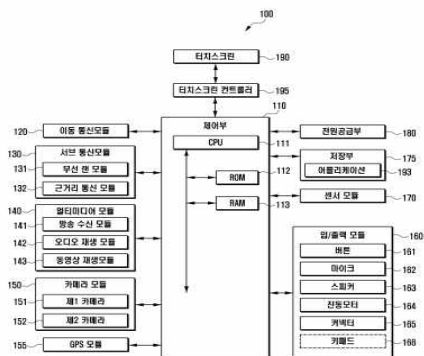 100
터치스크린 190
터치스크린 컨트롤러 195
110
제어부
CPU 111
ROM 112
RAM 113
120 이동 통신모듈
130 서브 통신모듈
131 무선 랜 모듈
132 근거리 통신 모듈
140 멀티미디어 모듈
141 방송 수신 모듈
142 오디오 재생 모듈
143 동영상 재생모듈
150 카메라 모듈
151 제1 카메라
152 제2 카메라
155 GPS 모듈
전원공급부 180
저장부 175
어플리케이션 193
센서 모듈 170
입/출력 모듈 160
버튼 161
마이크 162
스피커 163
진동모터 164
커넥터 165
키패드 166